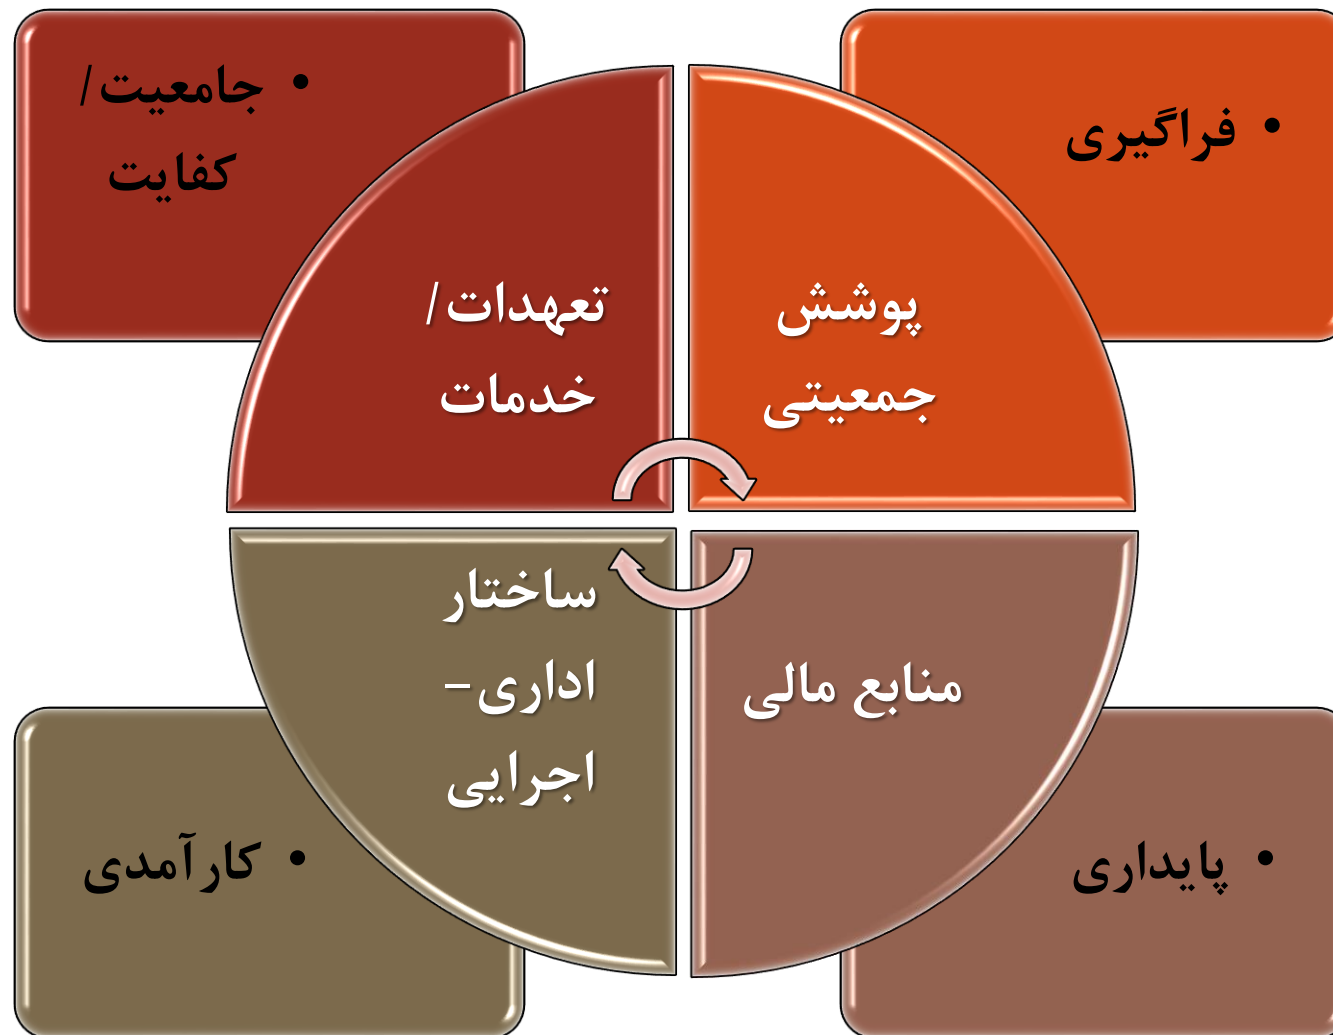 • فراگیری
• جامعیت/
کفایت
پوشش
جمعیتی
تعهدات/
خدمات
منابع مالی
ساختار
اداری-
اجرایی
• پایداری
• کارآمدی